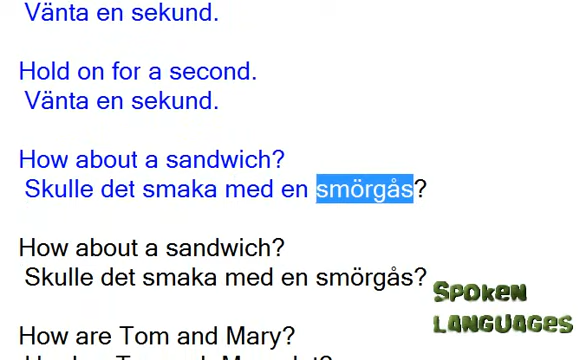 Vänta en sekund.
Hold on for a second.
Vänta en sekund.
How about a sandwich?
Skulle det smaka med en smörgås?
How about a sandwich?
Skulle det smaka med en smörgås?
Spoken
Languages
How are Tom and Mary?